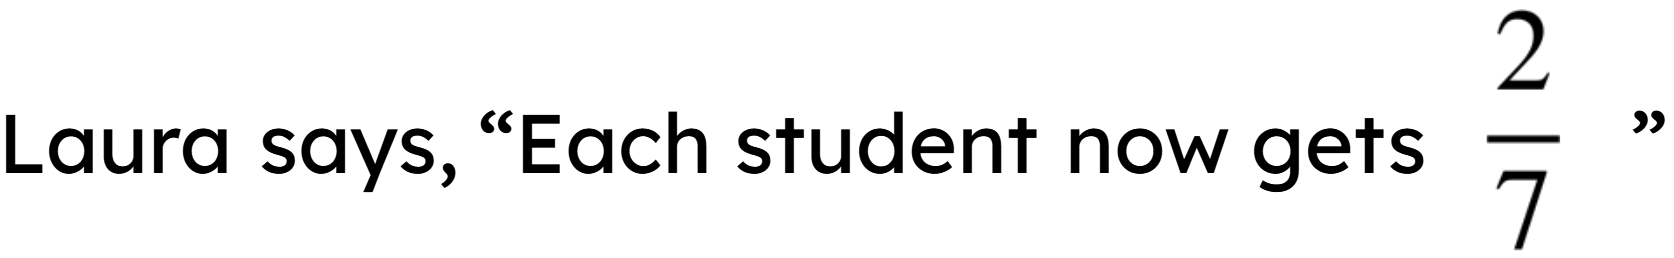 Laura says, “Each student now gets 2/7 ”